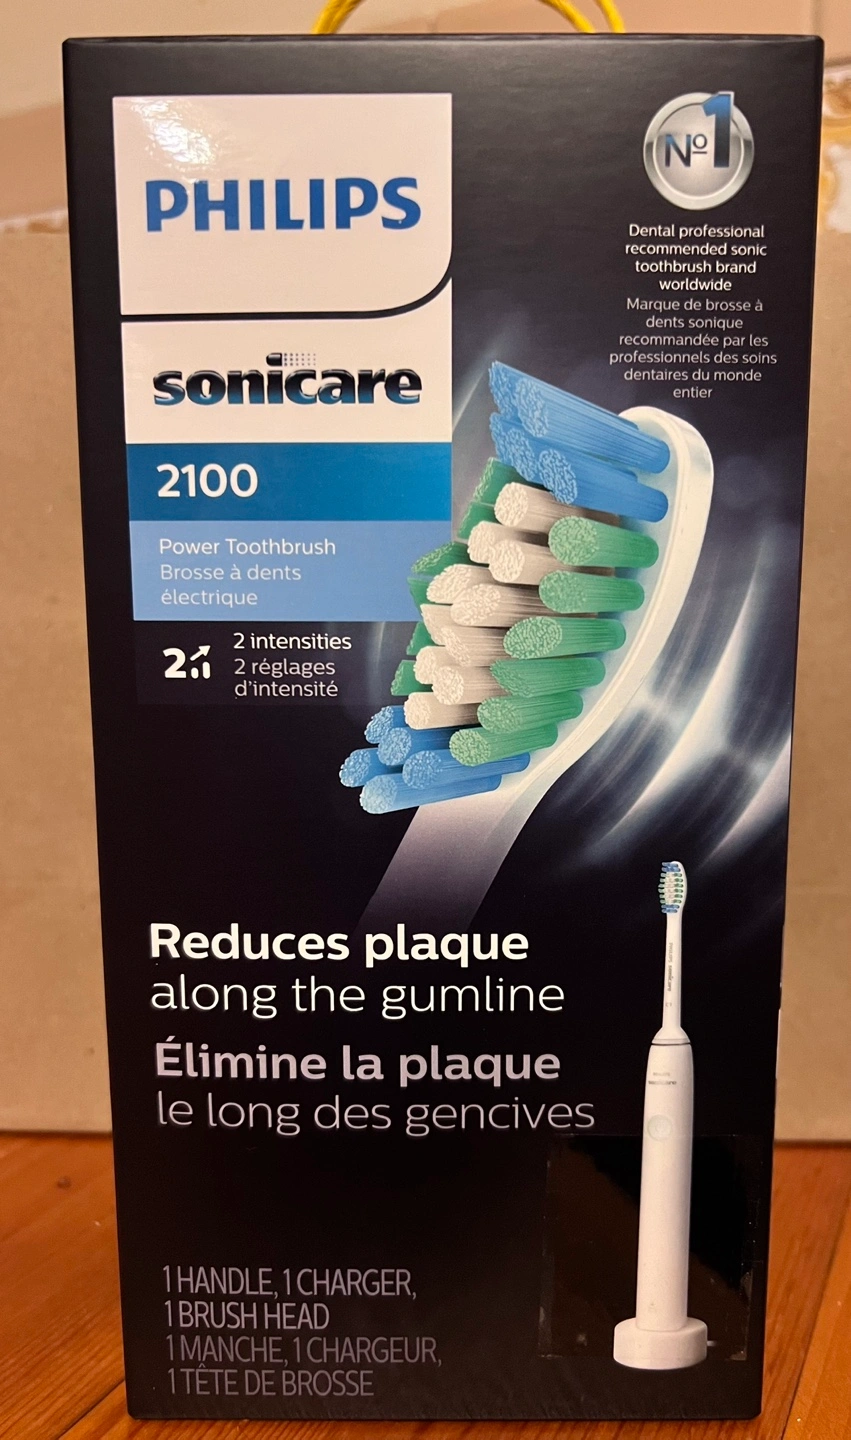 PHILIPS
sonicare
2100
Power Toothbrush
Brosse à dents
électrique
2
2 intensities
2 réglages
d'intensité
Nº1
Dental professional
recommended sonic
toothbrush brand
worldwide
Marque de brosse à
dents sonique
recommandée par les
professionnels des soins
dentaires du monde
entier
Reduces plaque
along the gumline
Élimine la plaque
le long des gencives
sonicare
1 HANDLE, 1 CHARGER,
1 BRUSH HEAD
1 MANCHE, 1 CHARGEUR,
1 TÊTE DE BROSSE